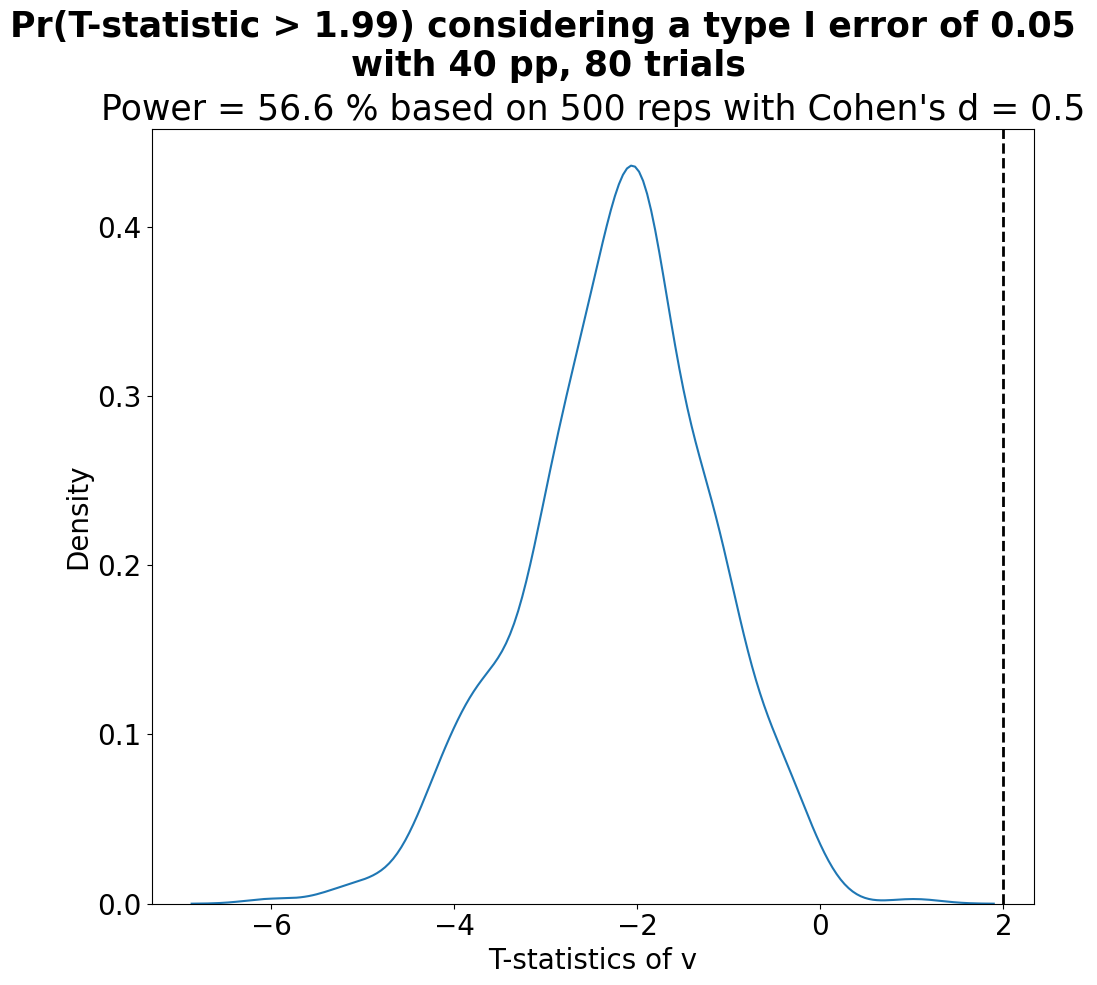 Pr(T-statistic > 1.99) considering a type I error of 0.05
with 40 pp, 80 trials
Power = 56.6 % based on 500 reps with Cohen's d = 0.5
0.4
0.3
0.2
0.1
0.0
Density
−6
−4
−2
0
2
T-statistics of v